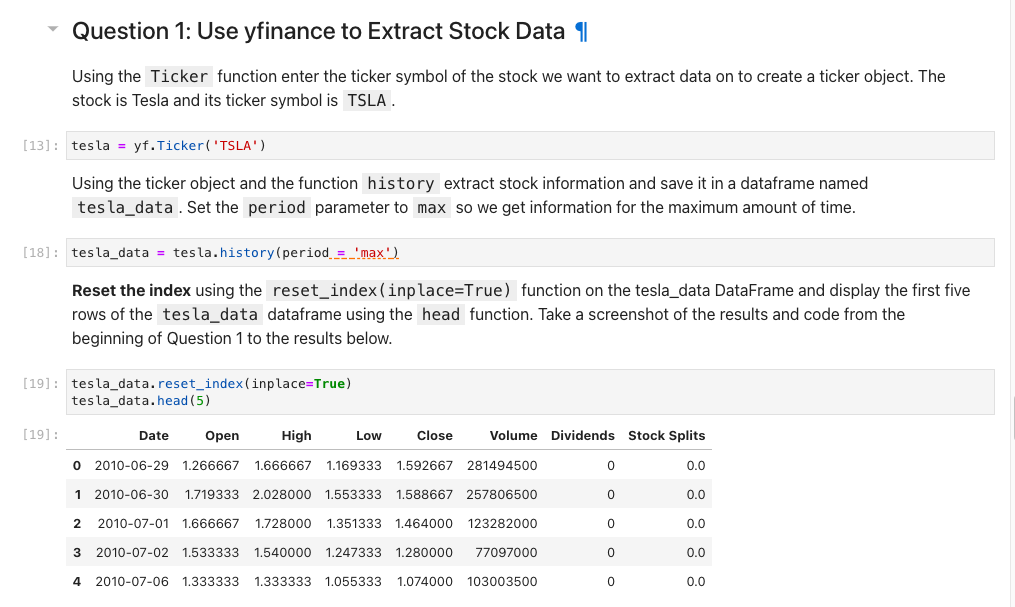 Question 1: Use yfinance to Extract Stock Data ¶
Using the Ticker function enter the ticker symbol of the stock we want to extract data on to create a ticker object. The
stock is Tesla and its ticker symbol is TSLA .
[13]: tesla = yf.Ticker('TSLA')
Using the ticker object and the function history extract stock information and save it in a dataframe named
tesla_data . Set the period parameter to max so we get information for the maximum amount of time.
[18]: tesla_data = tesla.history(period = 'max')
Reset the index using the reset_index(inplace=True) function on the tesla_data DataFrame and display the first five
rows of the tesla_data dataframe using the head function. Take a screenshot of the results and code from the
beginning of Question 1 to the results below.
[19]: tesla_data.reset_index(inplace=True)
tesla_data.head(5)
[19]: Date Open High Low Close Volume Dividends Stock Splits
0 2010-06-29 1.266667 1.666667 1.169333 1.592667 281494500 0 0.0
1 2010-06-30 1.719333 2.028000 1.553333 1.588667 257806500 0 0.0
2 2010-07-01 1.666667 1.728000 1.351333 1.464000 123282000 0 0.0
3 2010-07-02 1.533333 1.540000 1.247333 1.280000 77097000 0 0.0
4 2010-07-06 1.333333 1.333333 1.055333 1.074000 103003500 0 0.0